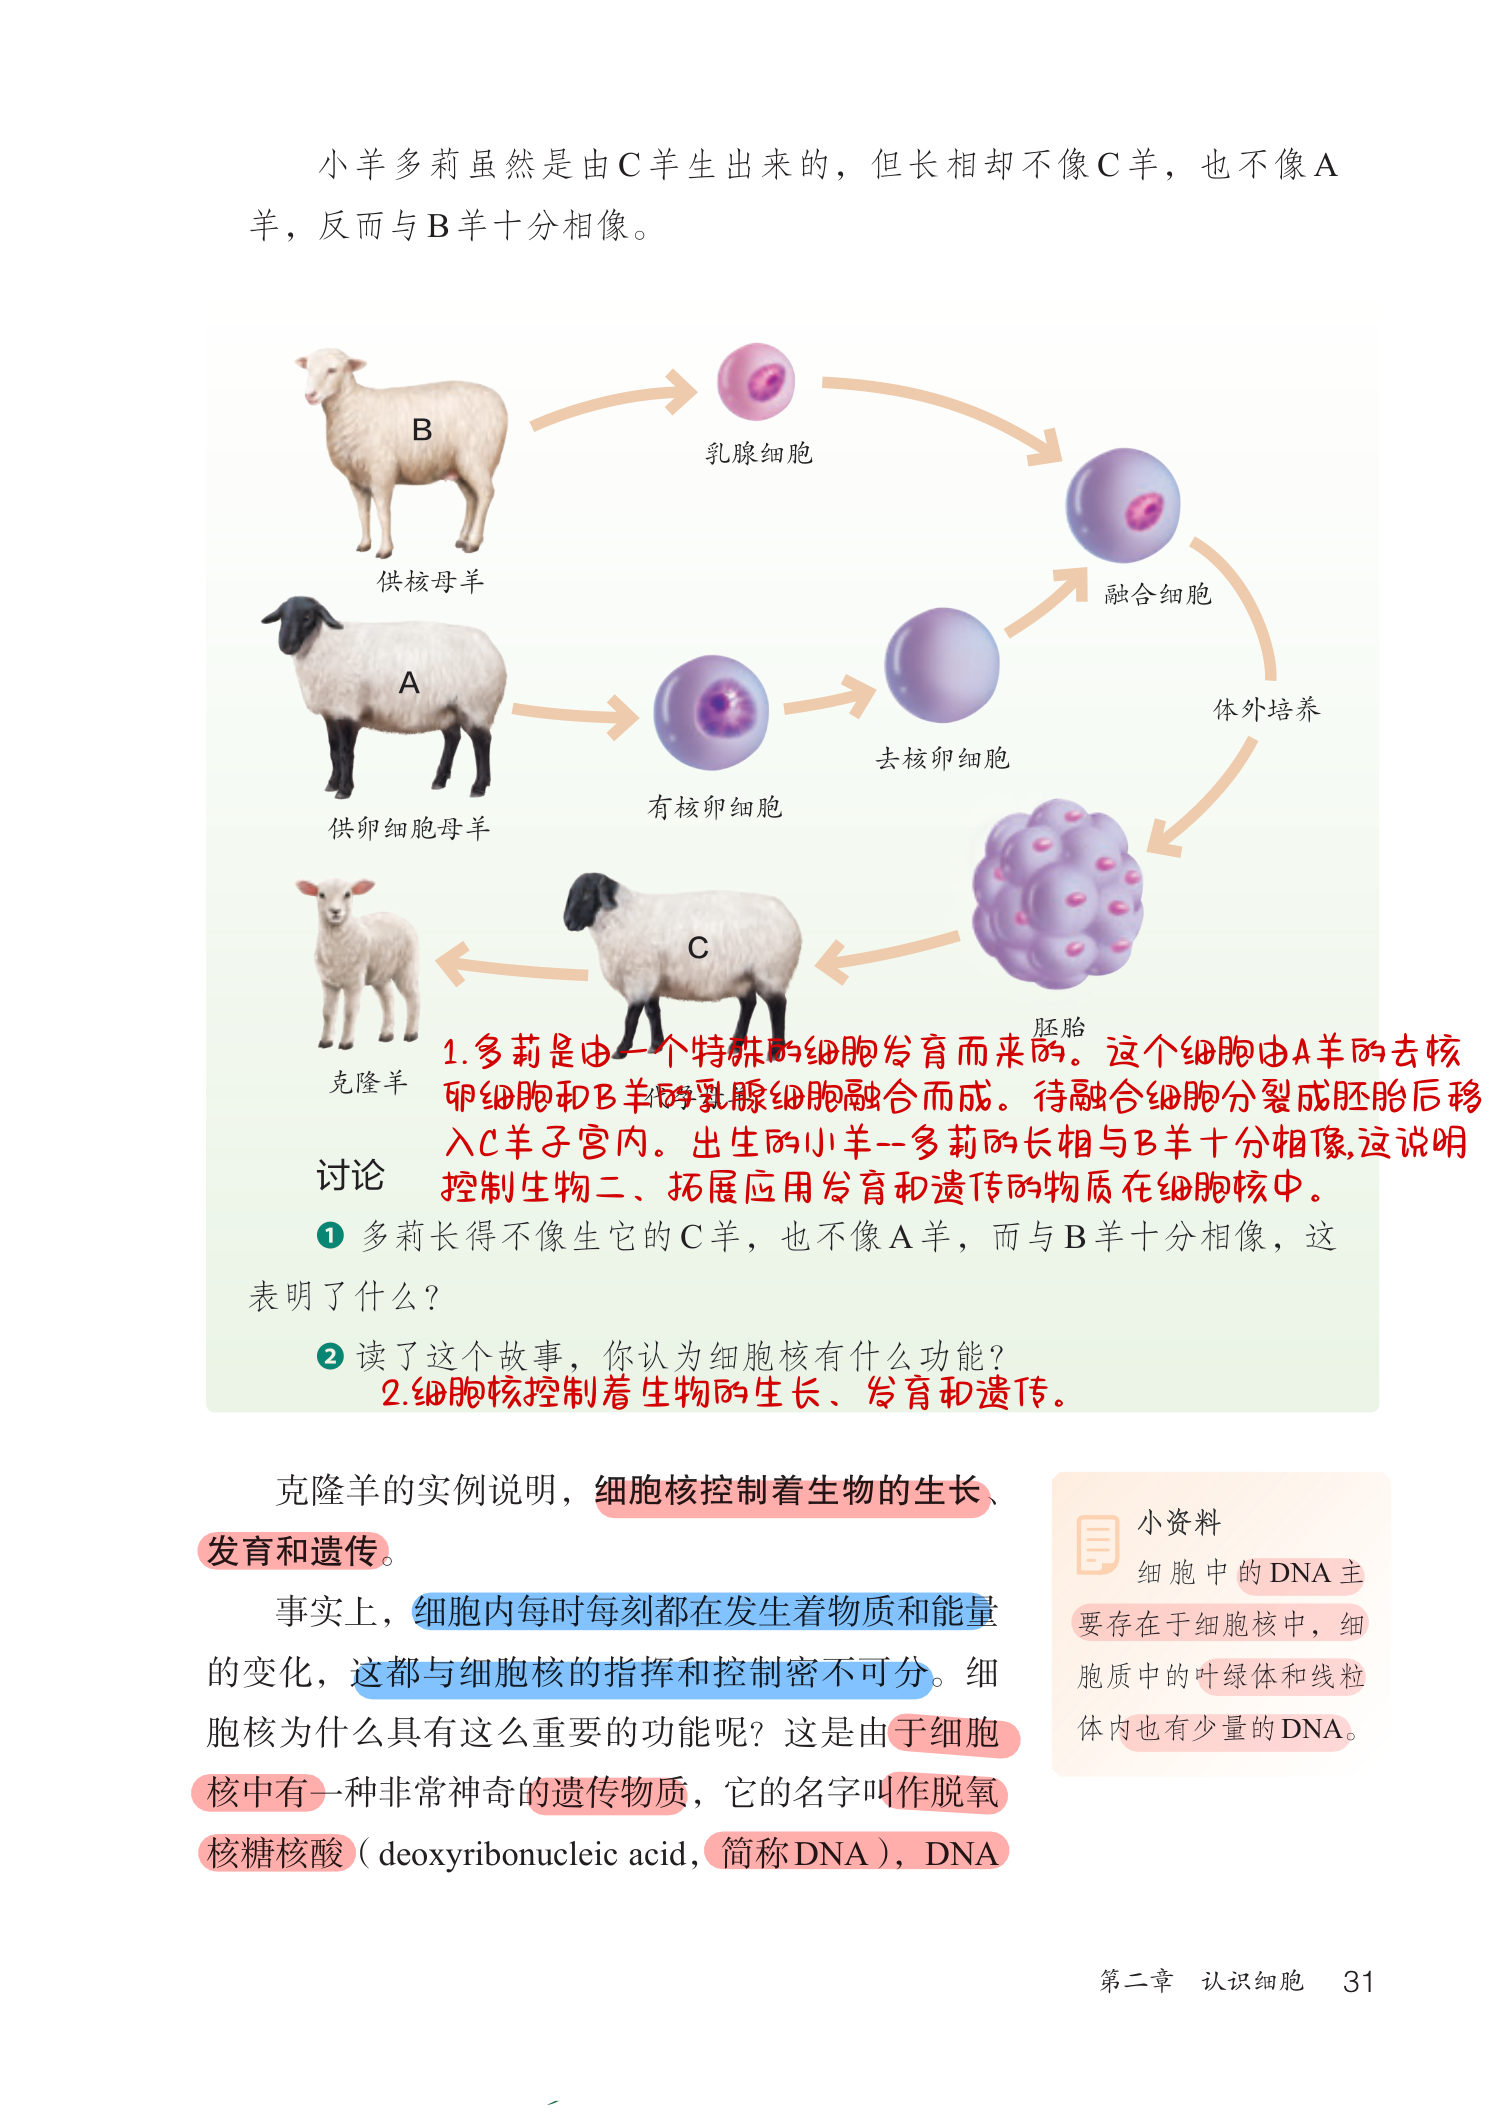 小羊多莉虽然是由C羊生出来的，但长相却不像C羊，也不像A
羊，反而与B羊十分相像。
B
乳腺细胞
供核母羊
融合细胞
A
体外培养
去核卵细胞
有核卵细胞
供卵细胞母羊
C
胚胎
克隆羊
代孕母羊
1.多莉是由一个特殊的细胞发育而来的。这个细胞由A羊的去核
卵细胞和B羊的乳腺细胞融合而成。待融合细胞分裂成胚胎后移
入C羊子宫内。出生的小羊--多莉的长相与B羊十分相像,这说明
控制生物二、拓展应用发育和遗传的物质在细胞核中。
讨论
1 多莉长得不像生它的C羊，也不像A羊，而与B羊十分相像，这
表明了什么？
2 读了这个故事，你认为细胞核有什么功能？
2.细胞核控制着生物的生长、发育和遗传。
克隆羊的实例说明，细胞核控制着生物的生长、
发育和遗传。
事实上，细胞内每时每刻都在发生着物质和能量
的变化，这都与细胞核的指挥和控制密不可分。细
胞核为什么具有这么重要的功能呢？这是由于细胞
核中有一种非常神奇的遗传物质，它的名字叫作脱氧
核糖核酸（deoxyribonucleic acid，简称DNA），DNA
小资料
细胞中的DNA主
要存在于细胞核中，细
胞质中的叶绿体和线粒
体内也有少量的DNA。
第二章 认识细胞 31